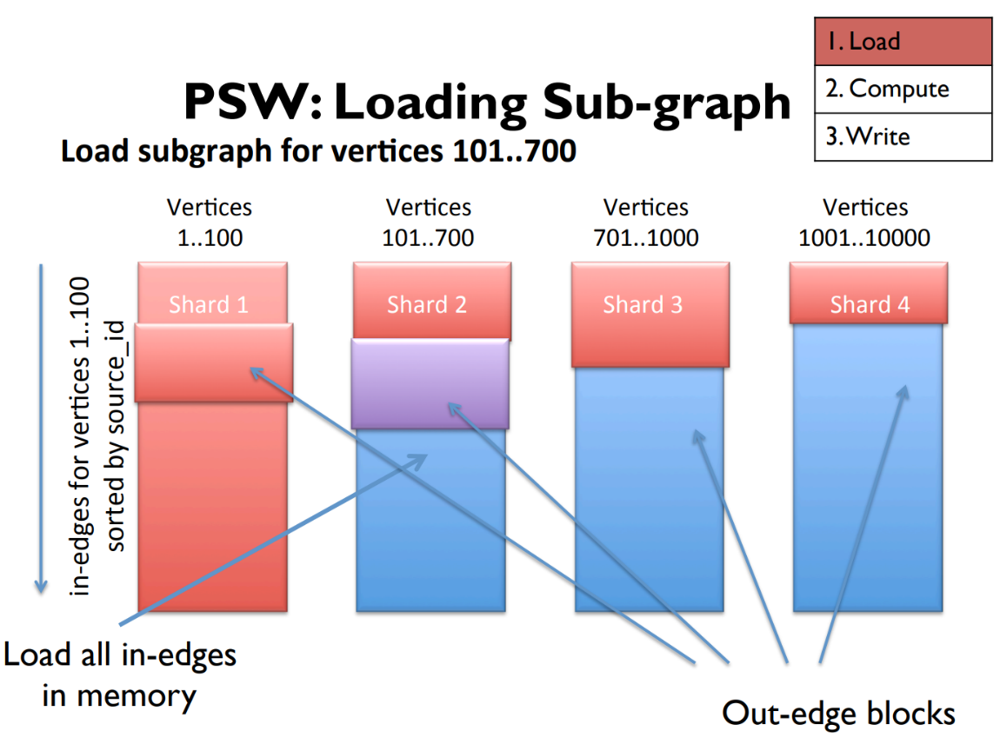 1. Load
2. Compute
3. Write
PSW: Loading Sub-graph
Load subgraph for vertices 101..700
Vertices
1..100
Vertices
101..700
Vertices
701..1000
Vertices
1001..10000
Shard 1
Shard 2
Shard 3
Shard 4
in-edges for vertices 1..100
sorted by source_id
Load all in-edges
in memory
Out-edge blocks